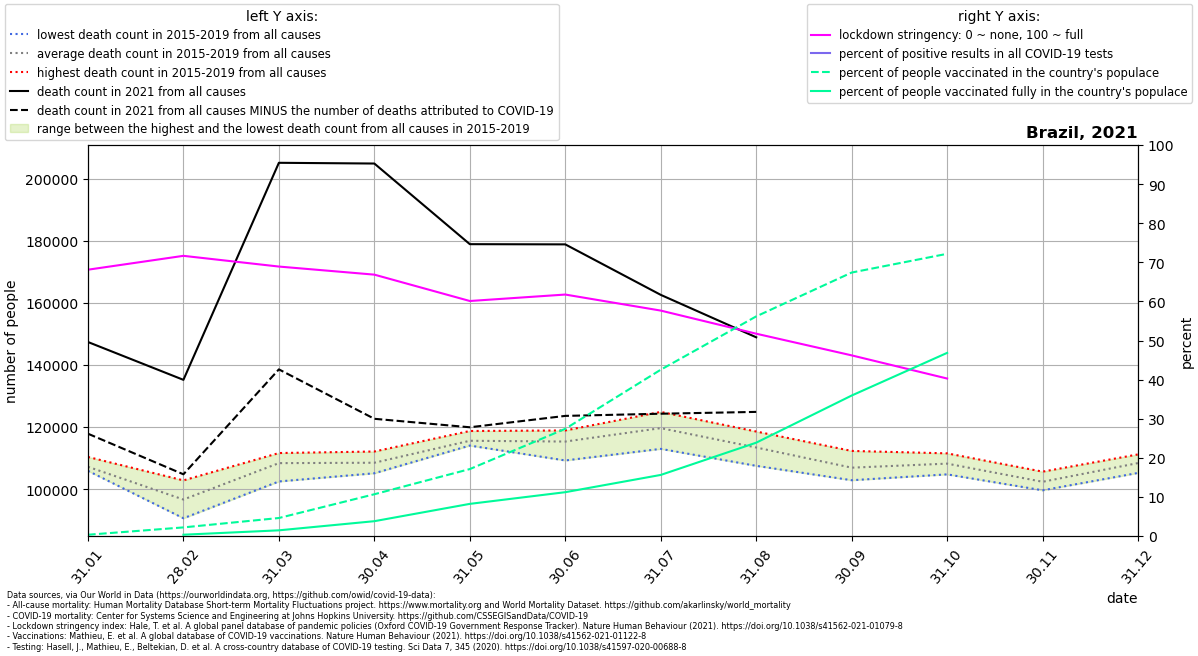 left Y axis:
lowest death count in 2015-2019 from all causes
average death count in 2015-2019 from all causes
highest death count in 2015-2019 from all causes
death count in 2021 from all causes
death count in 2021 from all causes MINUS the number of deaths attributed to COVID-19
range between the highest and the lowest death count from all causes in 2015-2019
right Y axis:
lockdown stringency: 0 ~ none, 100 ~ full
percent of positive results in all COVID-19 tests
percent of people vaccinated in the country's populace
percent of people vaccinated fully in the country's populace
Brazil, 2021
number of people
200000
180000
160000
140000
120000
100000
100
90
80
70
60
50
40
30
20
10
0
percent
31.01
28.02
31.03
30.04
31.05
30.06
31.07
31.08
30.09
31.10
30.11
31.12
date
Data sources, via Our World in Data (https://ourworldindata.org, https://github.com/owid/covid-19-data):
- All-cause mortality: Human Mortality Database Short-term Mortality Fluctuations project. https://www.mortality.org and World Mortality Dataset. https://github.com/akarlinsky/world_mortality
- COVID-19 mortality: Center for Systems Science and Engineering at Johns Hopkins University. https://github.com/CSSEGISandData/COVID-19
- Lockdown stringency index: Hale, T. et al. A global panel database of pandemic policies (Oxford COVID-19 Government Response Tracker). Nature Human Behaviour (2021). https://doi.org/10.1038/s41562-021-01079-8
- Vaccinations: Mathieu, E. et al. A global database of COVID-19 vaccinations. Nature Human Behaviour (2021). https://doi.org/10.1038/s41562-021-01122-8
- Testing: Hasell, J., Mathieu, E., Beltekian, D. et al. A cross-country database of COVID-19 testing. Sci Data 7, 345 (2020). https://doi.org/10.1038/s41597-020-00688-8